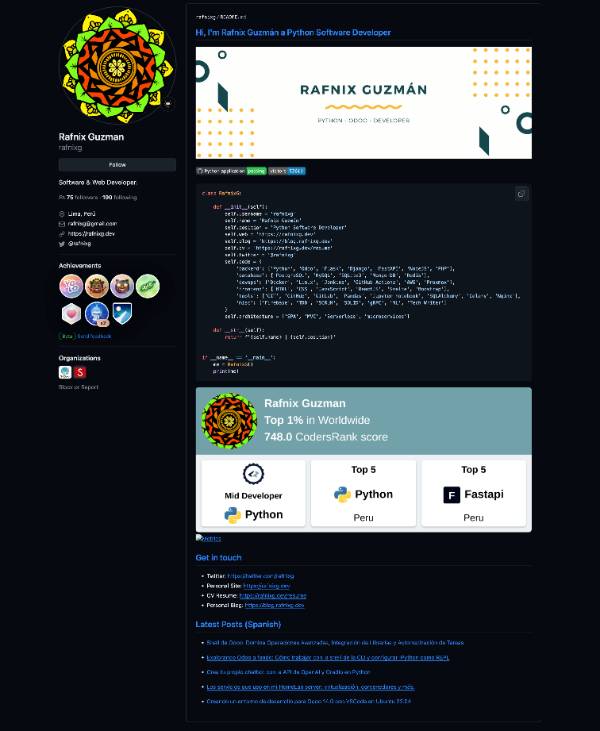 Rafnix Guzman
rafnixg
Follow
Software & Web Developer.
75 followers · 100 following
Lima, Perú
rafnixg@gmail.com
https://rafnixg.dev
@rafnixg
Achievements
x2
Beta Send feedback
Organizations
Block or Report
rafnixg / README.md
Hi, I'm Rafnix Guzmán a Python Software Developer
RAFNIX GUZMÁN
PYTHON · ODOO · DEVELOPER
Python application passing visitors
class RafnixG:
def __init__(self):
self.username = 'rafnixg'
self.name = 'Rafnix Guzmán'
self.position = 'Python Software Developer'
self.web = 'https://rafnixg.dev'
self.blog = 'https://blog.rafnixg.dev'
self.cv = 'https://rafnixg.dev/resume'
self.twitter = '@rafnixg'
self.code = {
'backend': ['Python', 'Odoo', 'Flask', 'Django', 'FastAPI', 'NodeJS', 'PHP'],
'database': ['PostgreSQL', 'MySQL', 'SQLite3', 'MongoDB', 'Redis'],
'devops': ['Docker', 'Linux', 'Jenkins', 'GitHub Actions', 'AWS', 'Proxmox'],
'frontend': ['HTML', 'CSS', 'JavaScript', 'ReactJS', 'Svelte', 'Bootstrap'],
'tools': ['GIT', 'GitHub', 'GitLab', 'Pandas', 'Jupyter Notebook', 'SQLAlchemy', 'Celery', 'Nginx'],
'misc': ['Firebase', 'TDD', 'SCRUM', 'SOLID', 'gRPC', 'ML', 'Tech Writer']
}
self.architecture = ["SPA", "MVC", "Serverless", "microservices"]
def __str__(self):
return f"{self.name} | {self.position}"
if __name__ == '__main__':
me = RafnixG()
print(me)
Rafnix Guzman
Top 1% in Worldwide
748.0 CodersRank score
Mid Developer
Python
Top 5
Python
Peru
Top 5
Fastapi
Peru
Metrics
Get in touch
Twitter: https://twitter.com/rafnixg
Personal Site: https://rafnixg.dev
CV Resume: https://rafnixg.dev/resume
Personal Blog: https://blog.rafnixg.dev
Latest Posts (Spanish)
Shell de Odoo: Domina Operaciones Avanzadas, Integración de Librerías y Automatización de Tareas
Explorando Odoo a fondo: Cómo trabajar con la shell de la CLI y configurar IPython como REPL
Crea tu propio chatbot con la API de OpenAI y Gradio en Python
Los servicios que uso en mi HomeLab server, virtualización, contenedores y más.
Creando un entorno de desarrollo para Odoo 14.0 con VSCode en Ubuntu 22.04